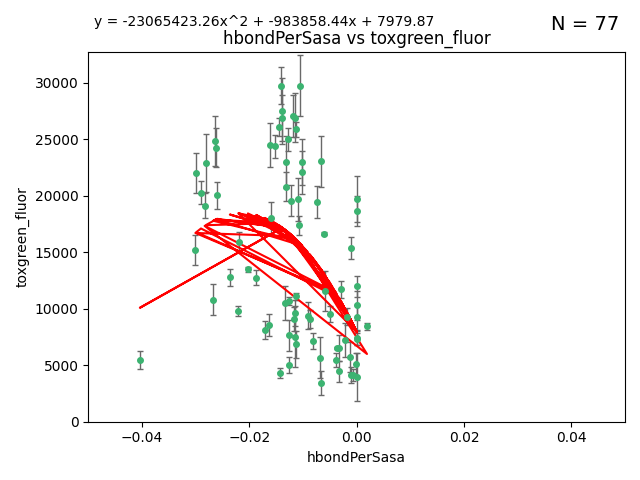 y = -23065423.26x^2 + -983858.44x + 7979.87
N = 77
hbondPerSasa vs toxgreen_fluor
30000
25000
20000
15000
10000
5000
0
toxgreen_fluor
−0.04
−0.02
0.00
0.02
0.04
hbondPerSasa